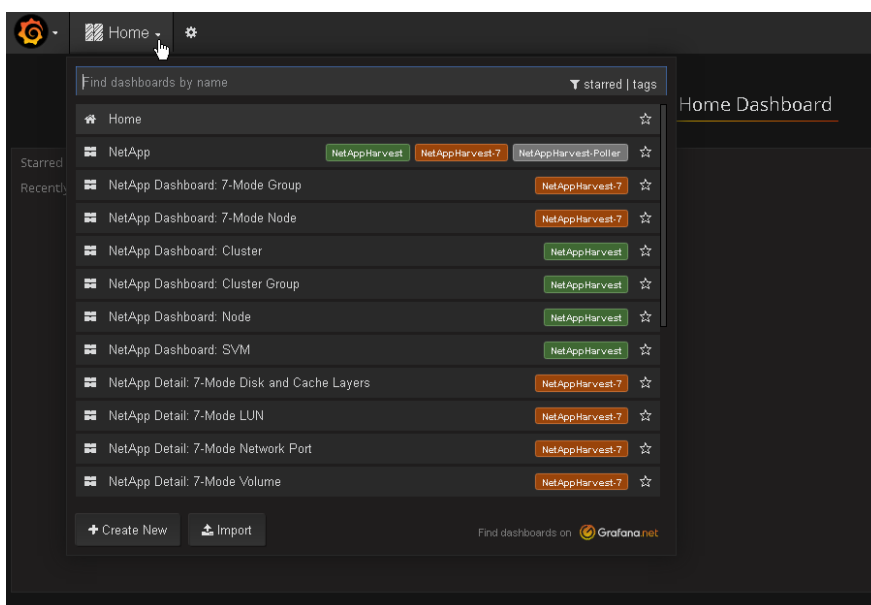 Home
Find dashboards by name
starred | tags
Home Dashboard
Home
NetApp NetAppHarvest NetAppHarvest-7 NetAppHarvest-Poller
Starred
Recently
NetApp Dashboard: 7-Mode Group NetAppHarvest-7
NetApp Dashboard: 7-Mode Node NetAppHarvest-7
NetApp Dashboard: Cluster NetAppHarvest
NetApp Dashboard: Cluster Group NetAppHarvest
NetApp Dashboard: Node NetAppHarvest
NetApp Dashboard: SVM NetAppHarvest
NetApp Detail: 7-Mode Disk and Cache Layers NetAppHarvest-7
NetApp Detail: 7-Mode LUN NetAppHarvest-7
NetApp Detail: 7-Mode Network Port NetAppHarvest-7
NetApp Detail: 7-Mode Volume NetAppHarvest-7
Create New Import Find dashboards on Grafana.net